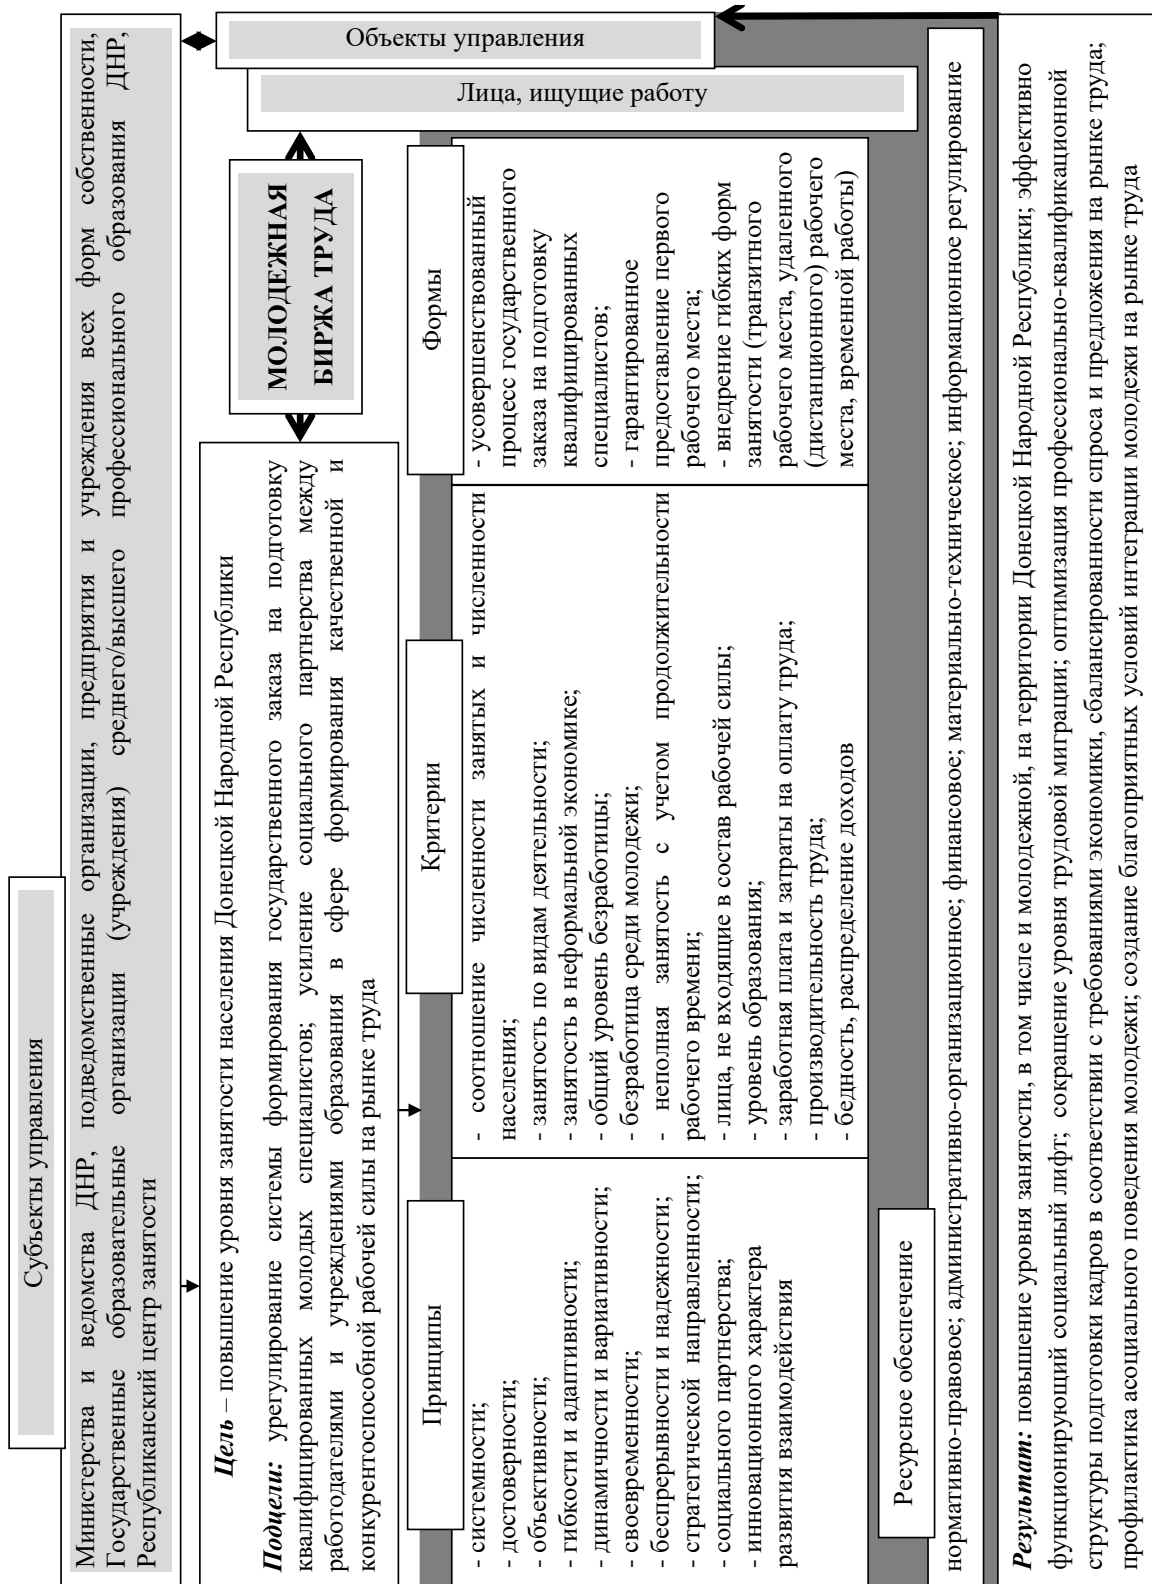 Субъекты управления
Министерства и ведомства ДНР, подведомственные организации, предприятия и учреждения всех форм собственности,
Государственные образовательные организации (учреждения) среднего/высшего профессионального образования ДНР,
Республиканский центр занятости
Объекты управления
Лица, ищущие работу
МОЛОДЕЖНАЯ
БИРЖА ТРУДА
Цель – повышение уровня занятости населения Донецкой Народной Республики
Подцели: урегулирование системы формирования государственного заказа на подготовку
квалифицированных молодых специалистов; усиление социального партнерства между
работодателями и учреждениями образования в сфере формирования качественной и
конкурентоспособной рабочей силы на рынке труда
Принципы
- системности;
- достоверности;
- объективности;
- гибкости и адаптивности;
- динамичности и вариативности;
- своевременности;
- беспрерывности и надежности;
- стратегической направленности;
- социального партнерства;
- инновационного характера
развития взаимодействия
Критерии
- соотношение численности занятых и численности
населения;
- занятость по видам деятельности;
- занятость в неформальной экономике;
- общий уровень безработицы;
- безработица среди молодежи;
- неполная занятость с учетом продолжительности
рабочего времени;
- лица, не входящие в состав рабочей силы;
- уровень образования;
- заработная плата и затраты на оплату труда;
- производительность труда;
- бедность, распределение доходов
Формы
- усовершенствованный
процесс государственного
заказа на подготовку
квалифицированных
специалистов;
- гарантированное
предоставление первого
рабочего места;
- внедрение гибких форм
занятости (транзитного
рабочего места, удаленного
(дистанционного) рабочего
места, временной работы)
Ресурсное обеспечение
нормативно-правовое; административно-организационное; финансовое; материально-техническое; информационное регулирование
Результат: повышение уровня занятости, в том числе и молодежной, на территории Донецкой Народной Республики; эффективно
функционирующий социальный лифт; сокращение уровня трудовой миграции; оптимизация профессионально-квалификационной
структуры подготовки кадров в соответствии с требованиями экономики, сбалансированности спроса и предложения на рынке труда;
профилактика асоциального поведения молодежи; создание благоприятных условий интеграции молодежи на рынке труда